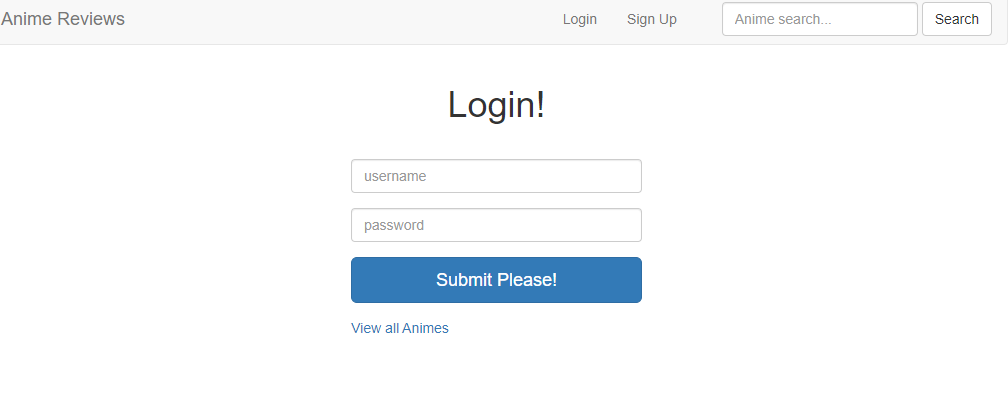 Anime Reviews Login Sign Up Anime search... Search
Login!
username
password
Submit Please!
View all Animes